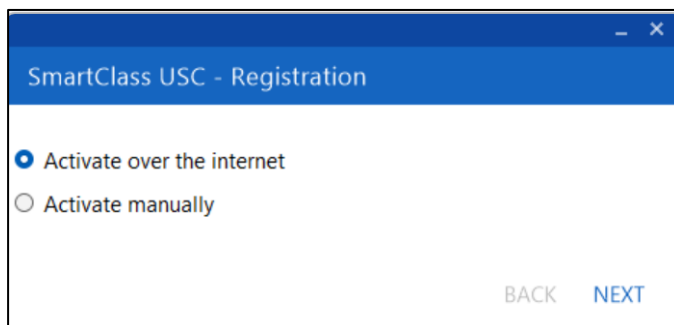 SmartClass USC - Registration
Activate over the internet
Activate manually
BACK NEXT